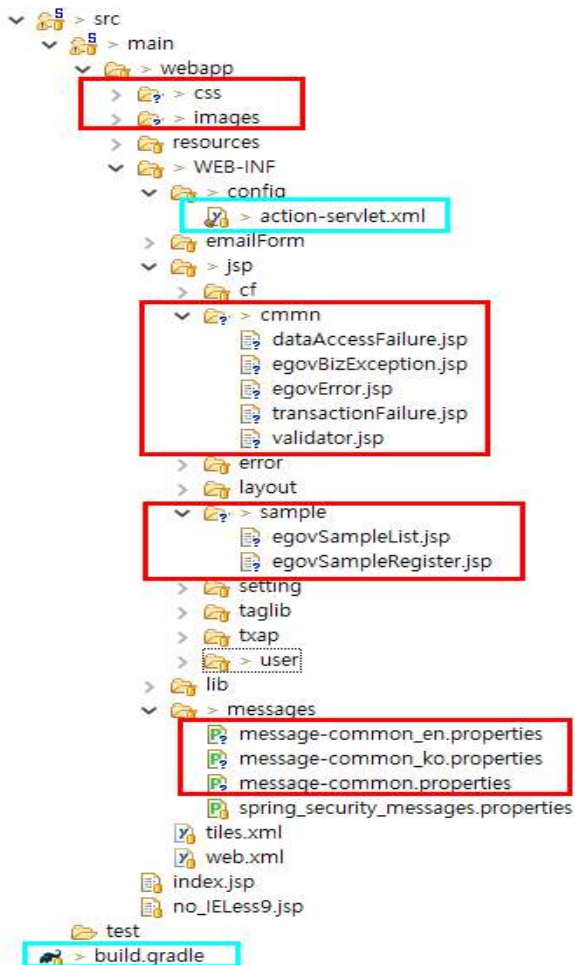 > src
> main
> webapp
> css
> images
resources
> WEB-INF
> config
> action-servlet.xml
emailForm
> jsp
cf
> cmmn
dataAccessFailure.jsp
egovBizException.jsp
egovError.jsp
transactionFailure.jsp
validator.jsp
error
layout
> sample
egovSampleList.jsp
egovSampleRegister.jsp
setting
taglib
txap
> user
lib
> messages
message-common_en.properties
message-common_ko.properties
message-common.properties
spring_security_messages.properties
tiles.xml
web.xml
index.jsp
no_IELess9.jsp
test
> build.gradle